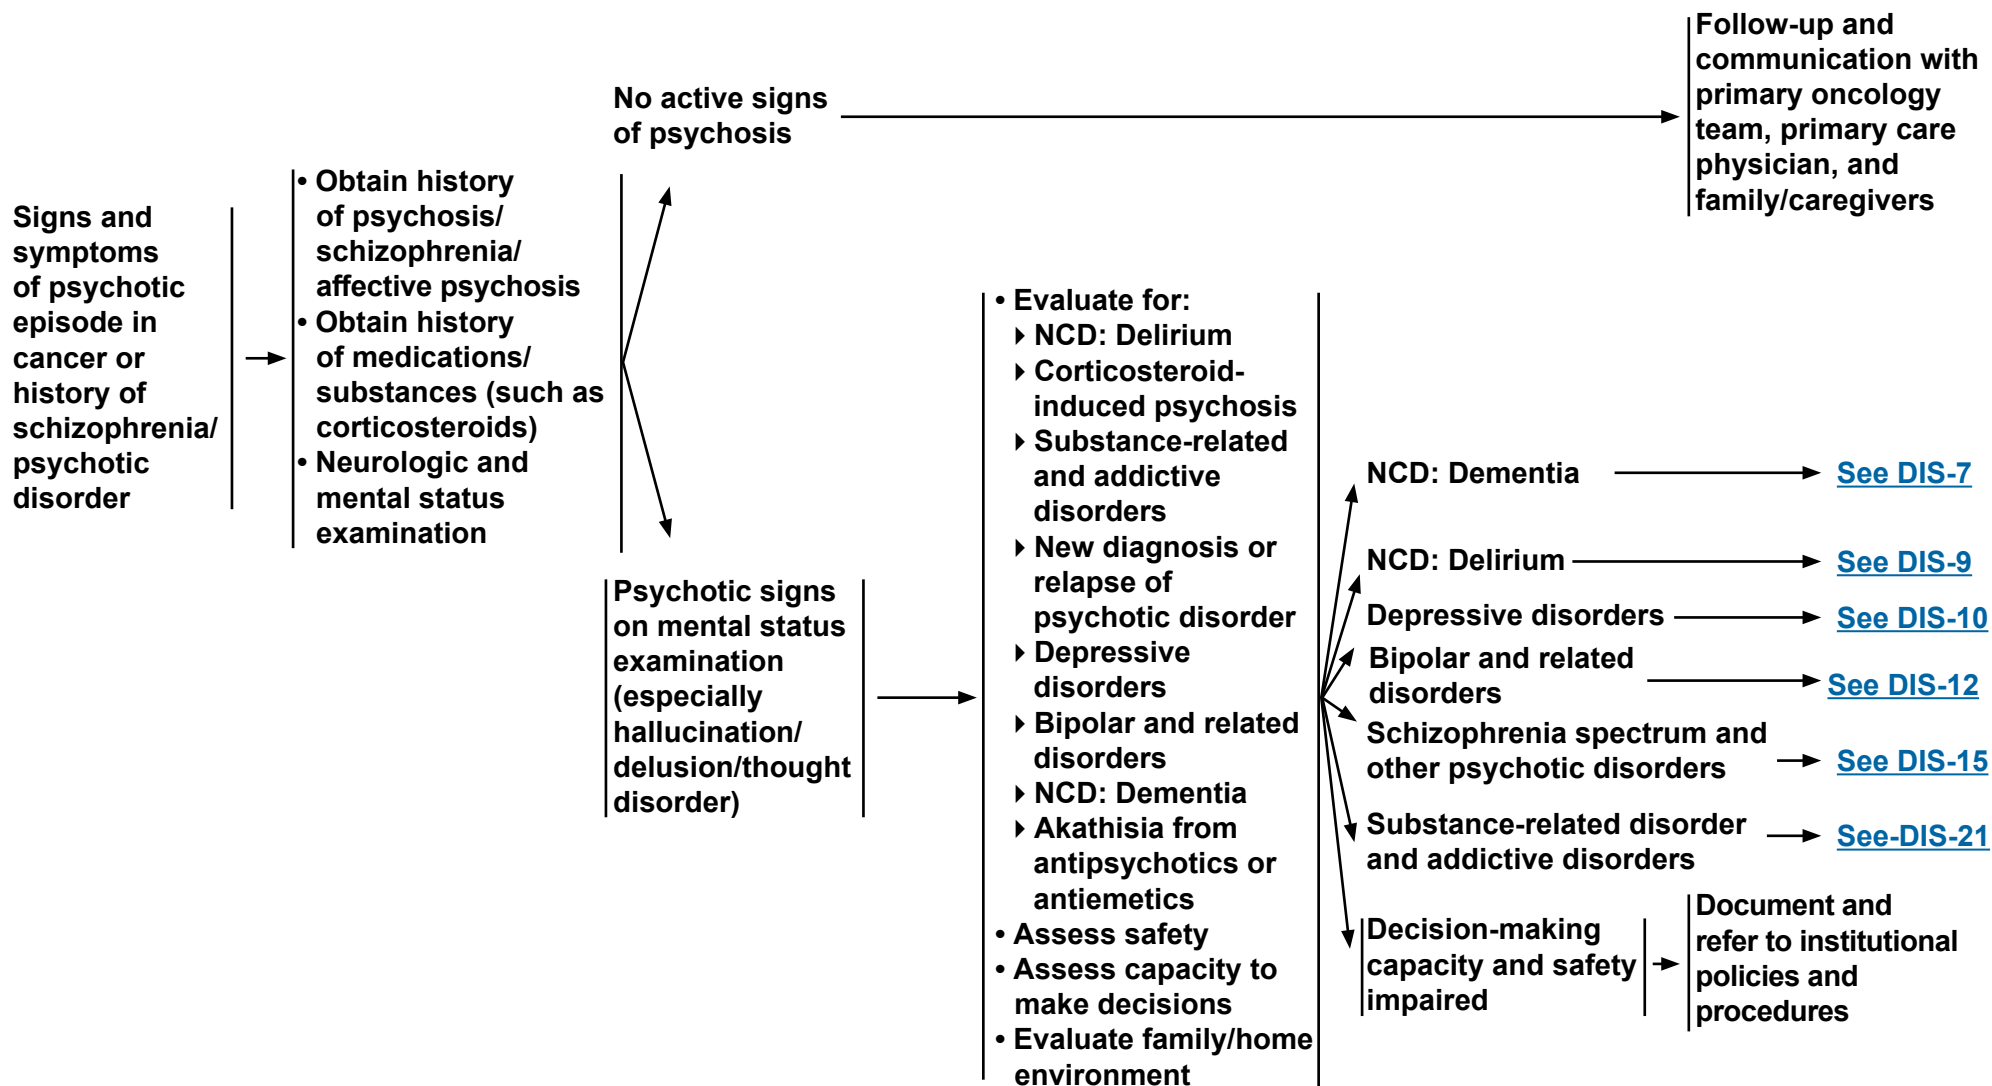 Signs and
symptoms
of psychotic
episode in
cancer or
history of
schizophrenia/
psychotic
disorder
• Obtain history
of psychosis/
schizophrenia/
affective psychosis
• Obtain history
of medications/
substances (such as
corticosteroids)
• Neurologic and
mental status
examination
No active signs
of psychosis
Follow-up and
communication with
primary oncology
team, primary care
physician, and
family/caregivers
Psychotic signs
on mental status
examination
(especially
hallucination/
delusion/thought
disorder)
• Evaluate for:
NCD: Delirium
Corticosteroid-
induced psychosis
Substance-related
and addictive
disorders
New diagnosis or
relapse of
psychotic disorder
Depressive
disorders
Bipolar and related
disorders
NCD: Dementia
Akathisia from
antipsychotics or
antiemetics
• Assess safety
• Assess capacity to
make decisions
• Evaluate family/home
environment
NCD: Dementia
See DIS-7
NCD: Delirium
See DIS-9
Depressive disorders
See DIS-10
Bipolar and related
disorders
See DIS-12
Schizophrenia spectrum and
other psychotic disorders
See DIS-15
Substance-related disorder
and addictive disorders
See-DIS-21
Decision-making
capacity and safety
impaired
Document and
refer to institutional
policies and
procedures